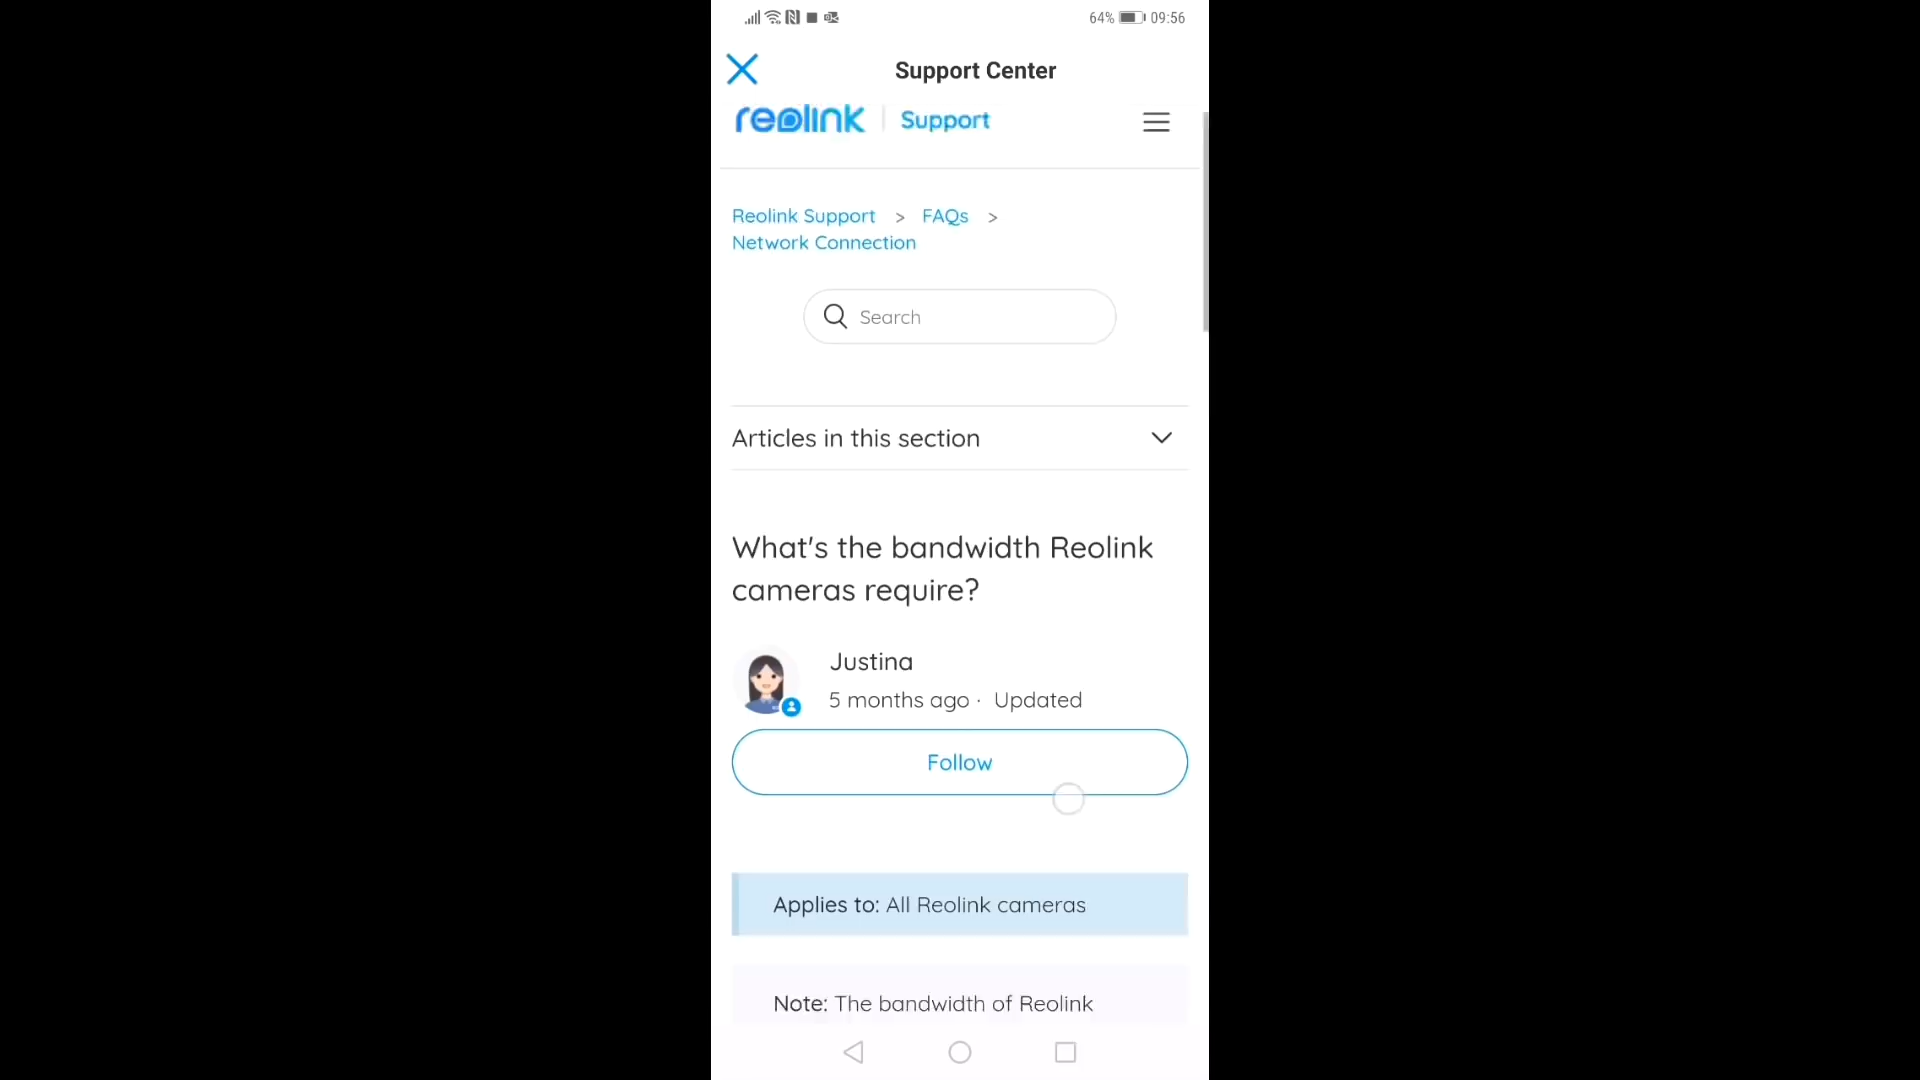 64% 09:56
Support Center
reolink Support
Reolink Support > FAQs >
Network Connection
Search
Articles in this section
What's the bandwidth Reolink
cameras require?
Justina
5 months ago · Updated
Follow
Applies to: All Reolink cameras
Note: The bandwidth of Reolink